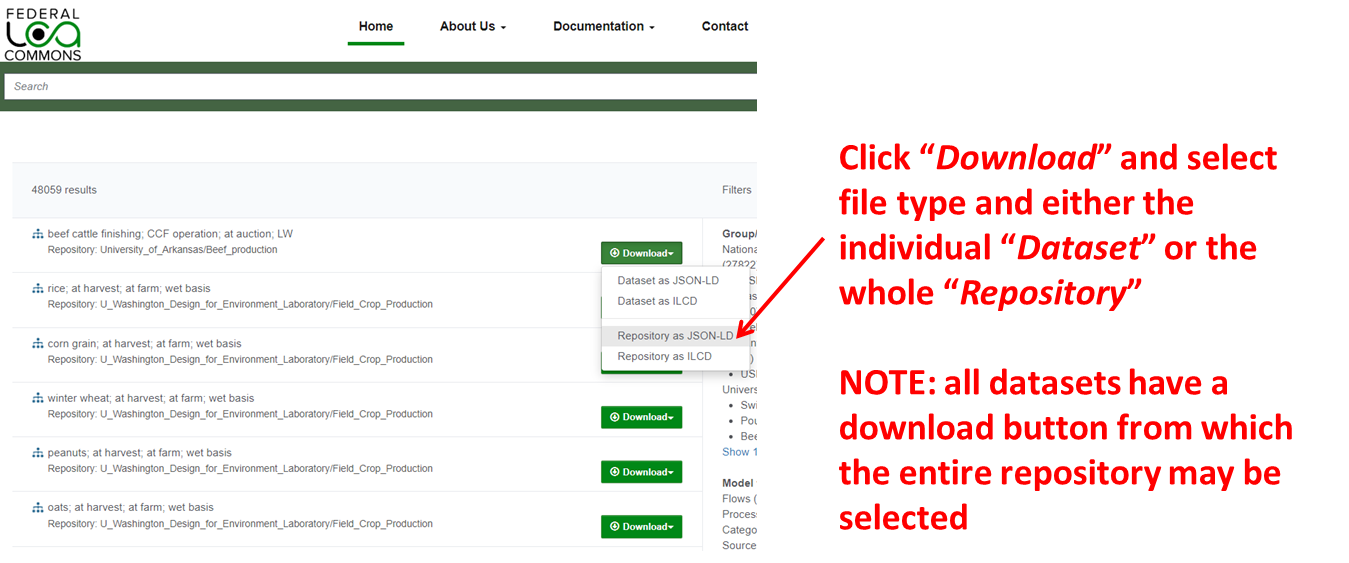 FEDERAL
LCA
COMMONS
Home
About Us
Documentation
Contact
Search
48059 results
Filters
beef cattle finishing; CCF operation; at auction; LW
Repository: University_of_Arkansas/Beef_production
Download
Dataset as JSON-LD
Dataset as ILCD
Repository as JSON-LD
Repository as ILCD
rice; at harvest; at farm; wet basis
Repository: U_Washington_Design_for_Environment_Laboratory/Field_Crop_Production
corn grain; at harvest; at farm; wet basis
Repository: U_Washington_Design_for_Environment_Laboratory/Field_Crop_Production
winter wheat; at harvest; at farm; wet basis
Repository: U_Washington_Design_for_Environment_Laboratory/Field_Crop_Production
Download
peanuts; at harvest; at farm; wet basis
Repository: U_Washington_Design_for_Environment_Laboratory/Field_Crop_Production
Download
oats; at harvest; at farm; wet basis
Repository: U_Washington_Design_for_Environment_Laboratory/Field_Crop_Production
Download
Group/
Nationa
(27822
Univers
• Swi
• Pou
• Bee
Show 1
Model
Flows (
Proces
Catego
Source
Click “Download” and select
file type and either the
individual “Dataset” or the
whole “Repository”
NOTE: all datasets have a
download button from which
the entire repository may be
selected